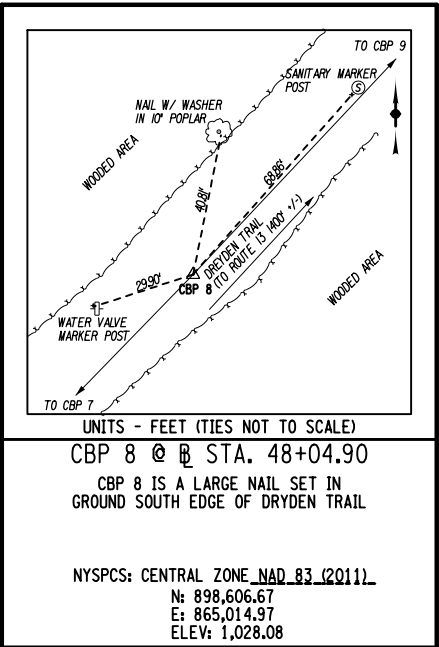 TO CBP 9
SANITARY MARKER
POST
NAIL W/ WASHER
IN 10" POPLAR
S
WOODED AREA
68.86'
40.81'
DREYDEN TRAIL
(TO ROUTE 13 1400' +/-)
29.90'
CBP 8
WOODED AREA
WATER VALVE
MARKER POST
TO CBP 7
UNITS - FEET (TIES NOT TO SCALE)
CBP 8 @ BL STA. 48+04.90
CBP 8 IS A LARGE NAIL SET IN
GROUND SOUTH EDGE OF DRYDEN TRAIL
NYSPCS: CENTRAL ZONE NAD 83 (2011)
N: 898,606.67
E: 865,014.97
ELEV: 1,028.08